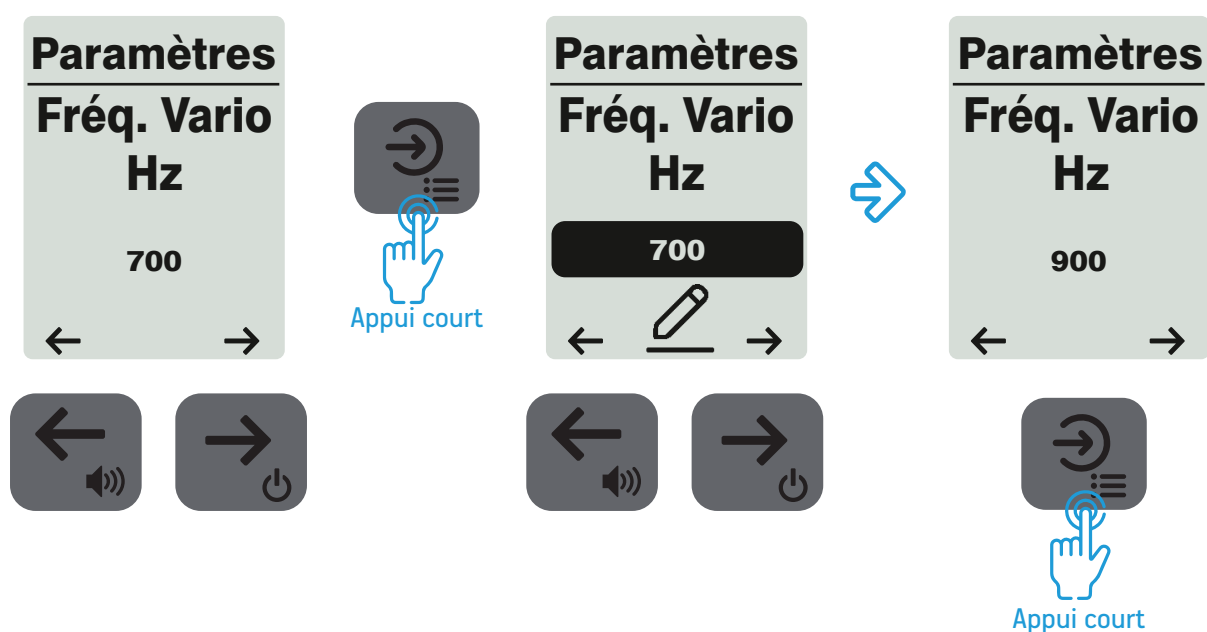 Paramètres
Fréq. Vario
Hz
700
Appui court
Paramètres
Fréq. Vario
Hz
700
Paramètres
Fréq. Vario
Hz
900
Appui court